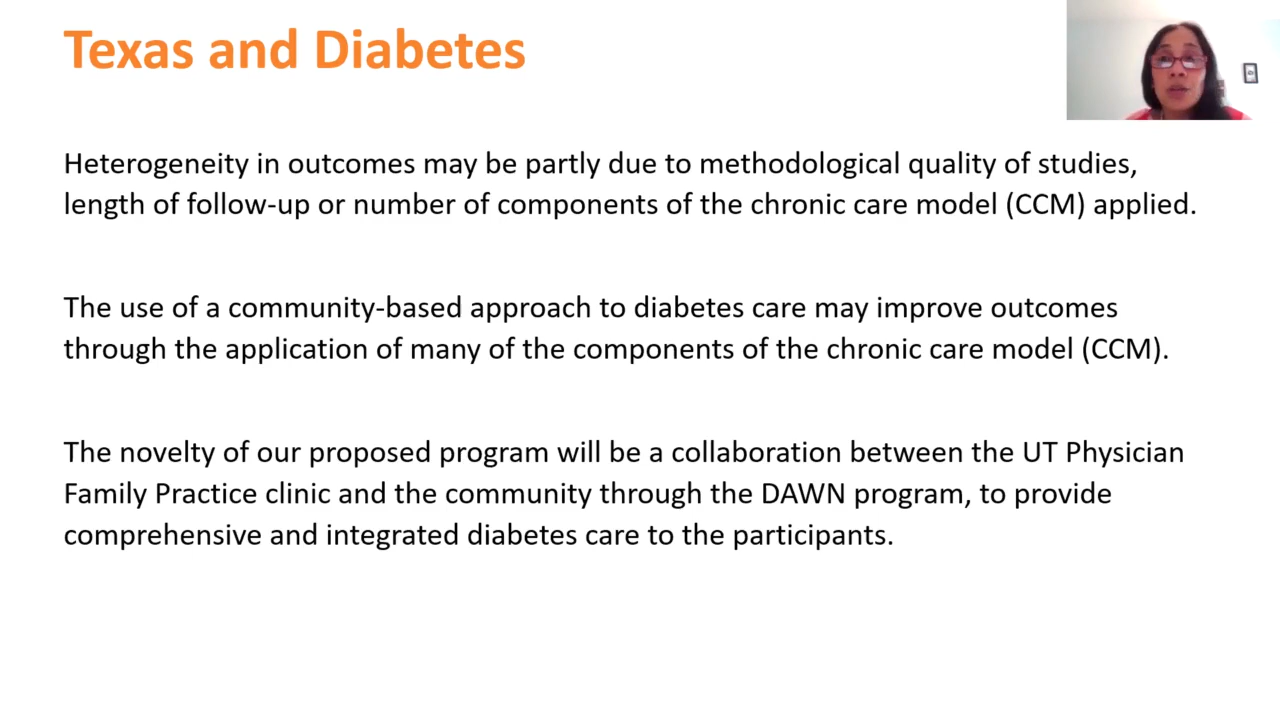 Texas and Diabetes
Heterogeneity in outcomes may be partly due to methodological quality of studies,
length of follow-up or number of components of the chronic care model (CCM) applied.
The use of a community-based approach to diabetes care may improve outcomes
through the application of many of the components of the chronic care model (CCM).
The novelty of our proposed program will be a collaboration between the UT Physician
Family Practice clinic and the community through the DAWN program, to provide
comprehensive and integrated diabetes care to the participants.